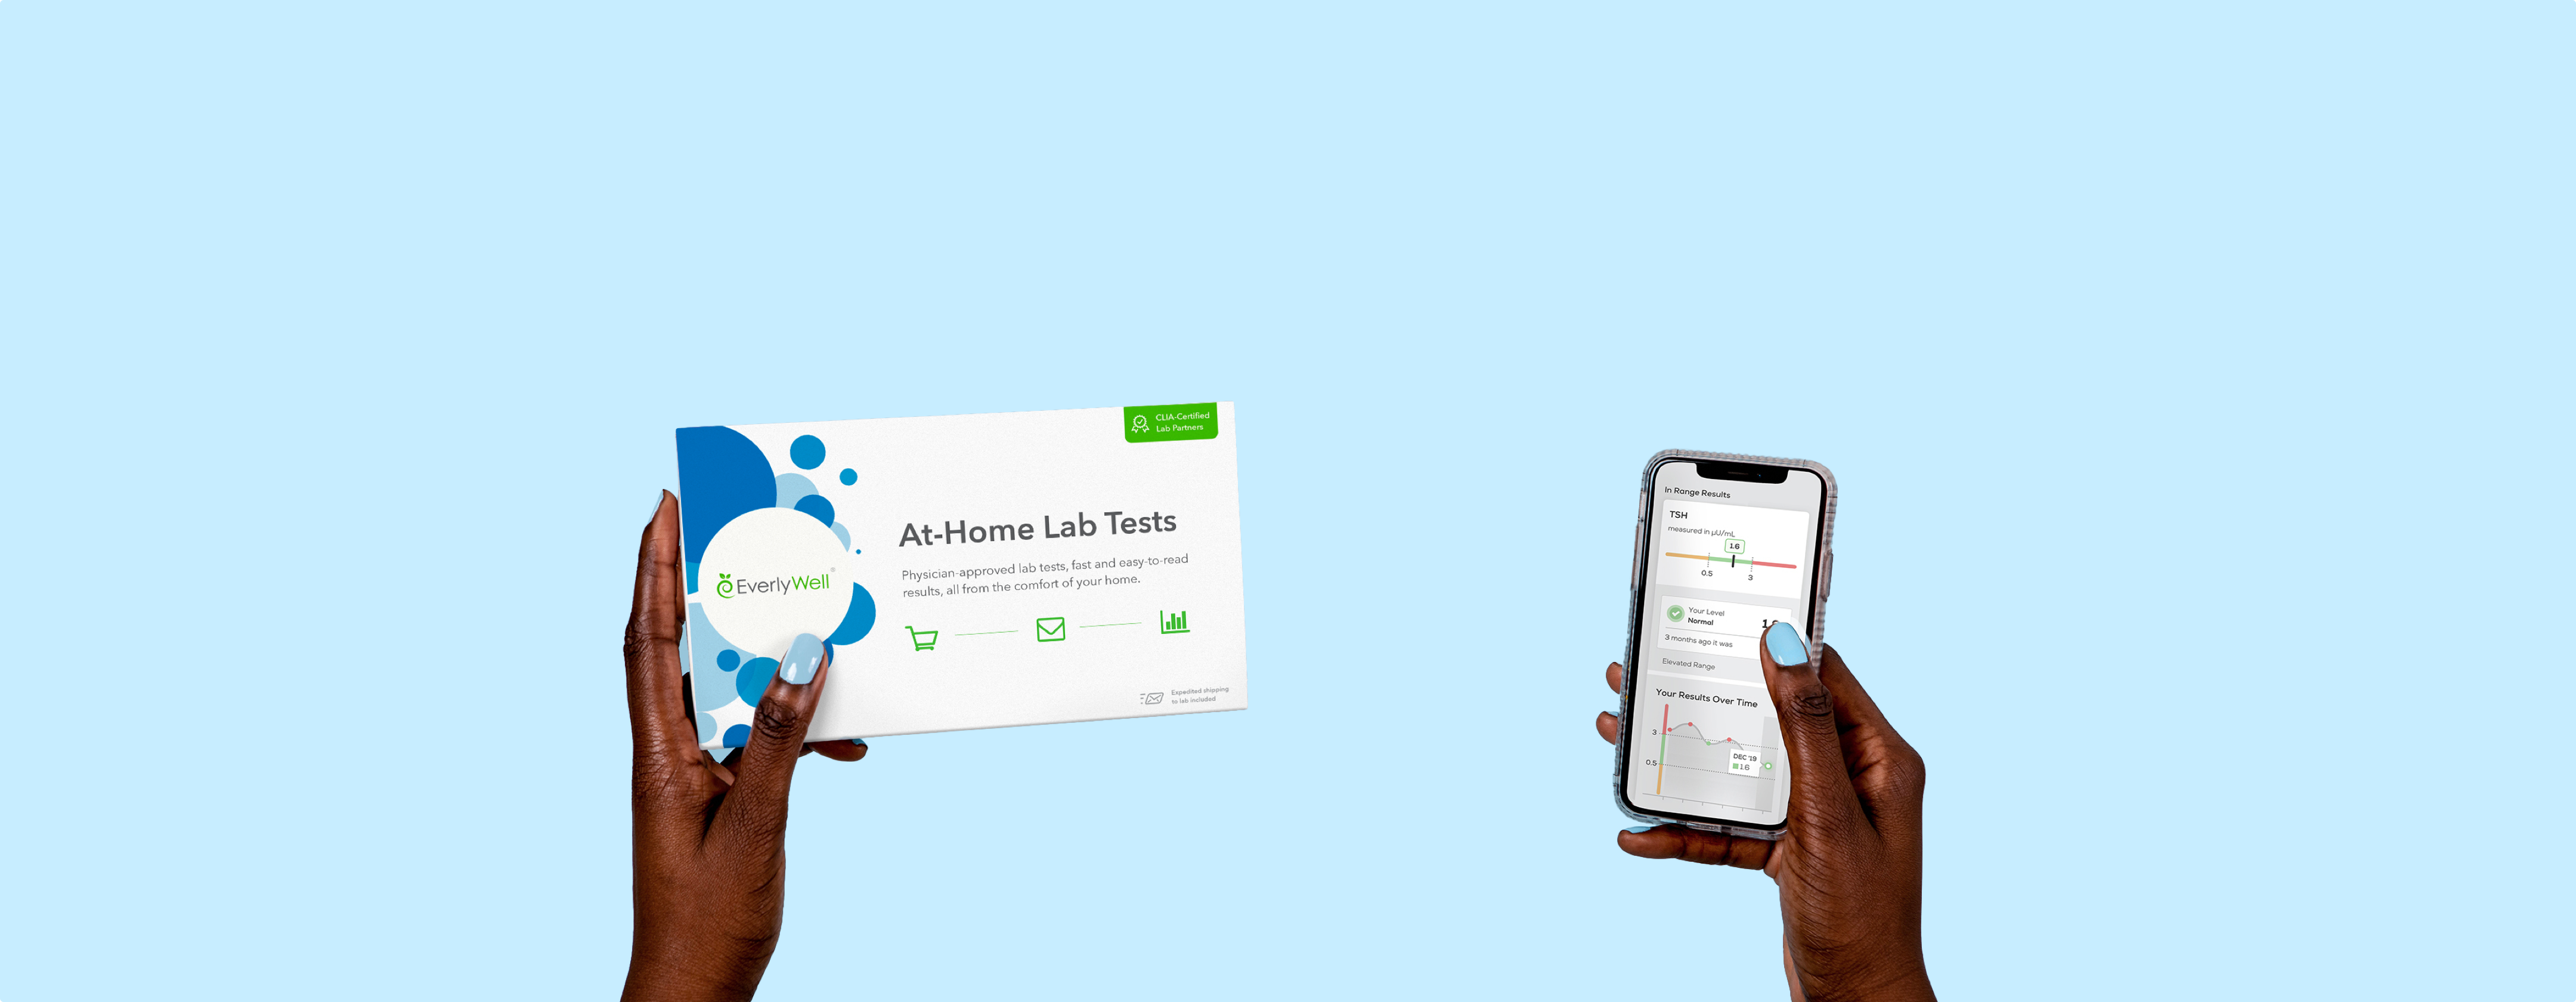 CLIA-Certified
Lab Partners
At-Home Lab Tests
Physician-approved lab tests, fast and easy-to-read
results, all from the comfort of your home.
EverlyWell®
Expedited shipping
to lab included
In Range Results
TSH
measured in µU/mL
1.6
0.5 3
Your Level
Normal
3 months ago it was
Elevated Range
Your Results Over Time
3
DEC '19
1.6
0.5